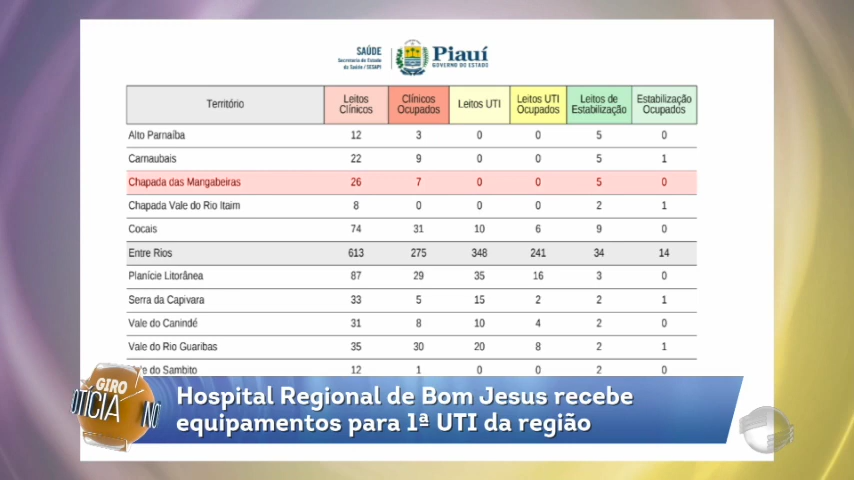 SAÚDE
Secretaria de Estado
da Saúde / SESAPI
Piauí
GOVERNO DO ESTADO
Território Leitos Clínicos Clínicos Ocupados Leitos UTI Leitos UTI Ocupados Leitos de Estabilização Estabilização Ocupados
Alto Parnaíba 12 3 0 0 5 0
Carnaubais 22 9 0 0 5 1
Chapada das Mangabeiras 26 7 0 0 5 0
Chapada Vale do Rio Itaim 8 0 0 0 2 1
Cocais 74 31 10 6 9 0
Entre Rios 613 275 348 241 34 14
Planície Litorânea 87 29 35 16 3 0
Serra da Capivara 33 5 15 2 2 1
Vale do Canindé 31 8 10 4 2 0
Vale do Rio Guaribas 35 30 20 8 2 1
do Sambito 12 1 0 0 2 0
GIRO
OTÍCIA NO
Hospital Regional de Bom Jesus recebe
equipamentos para 1ª UTI da região